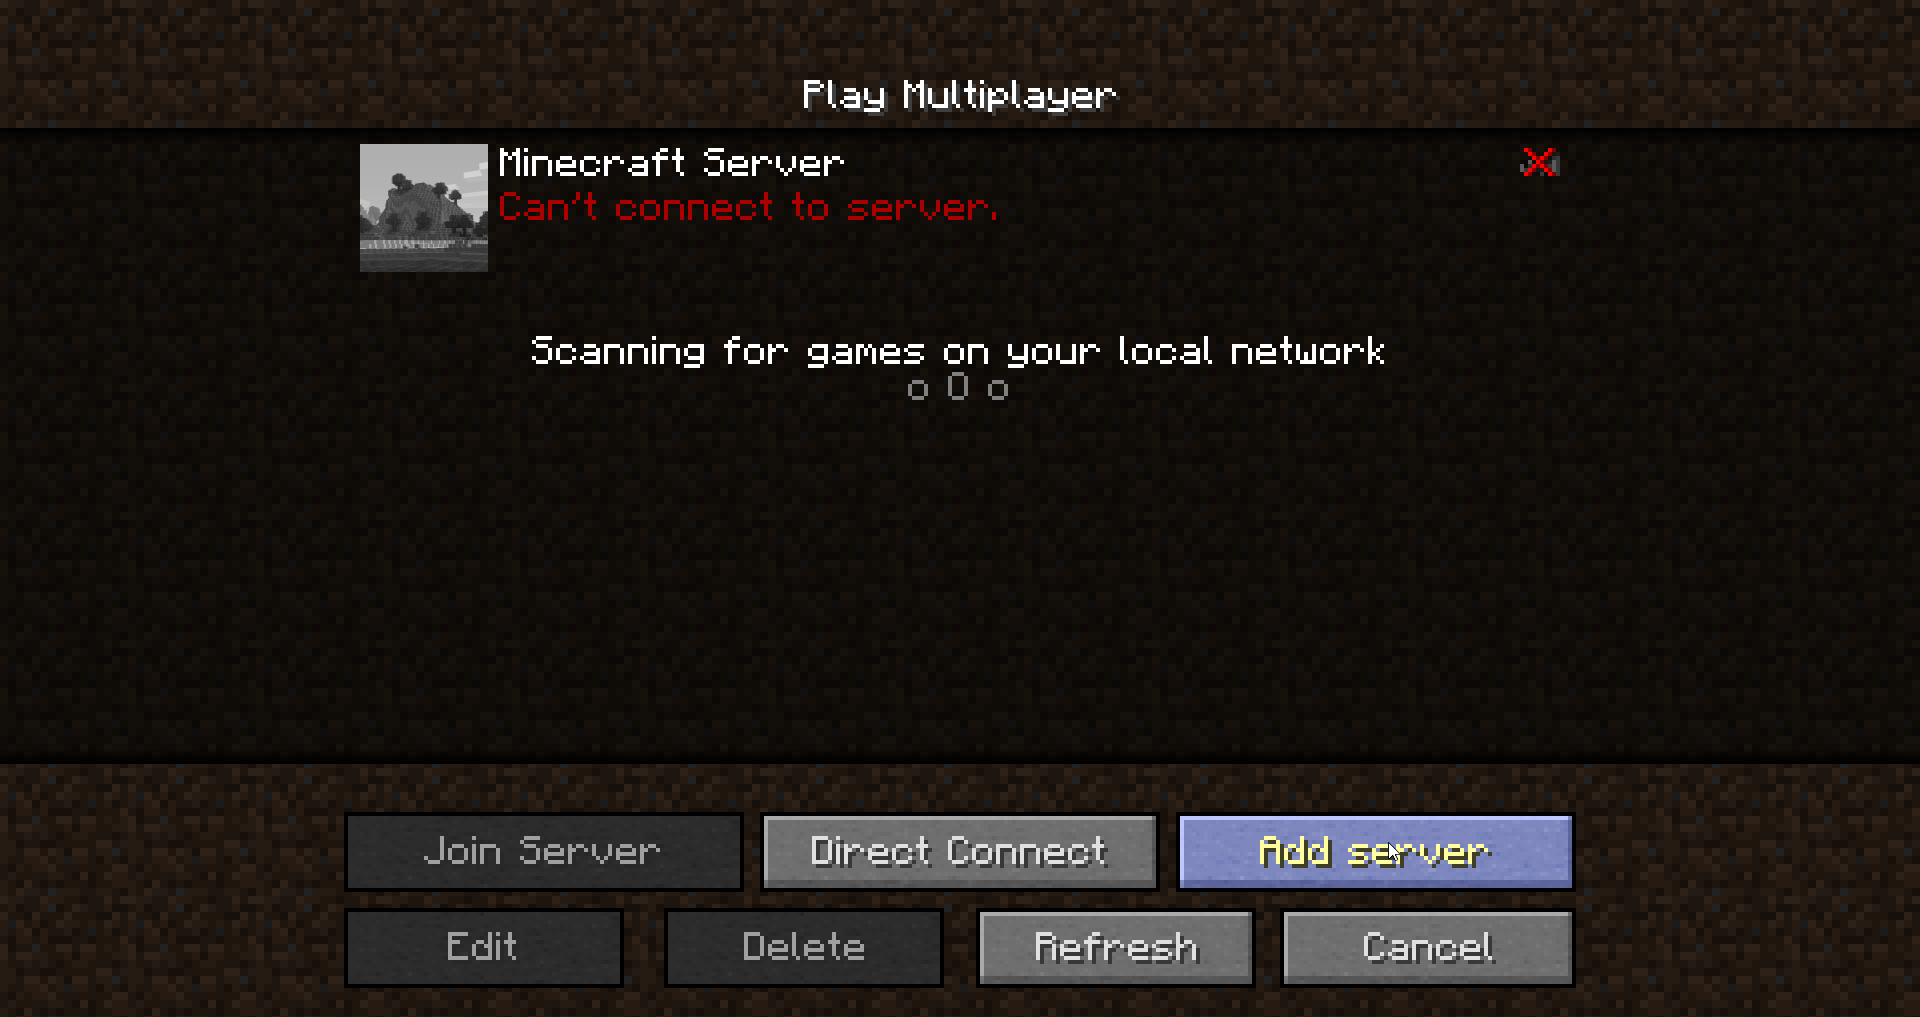 Play Multiplayer
Minecraft Server
Can't connect to server.
Scanning for games on your local network
o O o
Join Server
Direct Connect
Add server
Edit
Delete
Refresh
Cancel